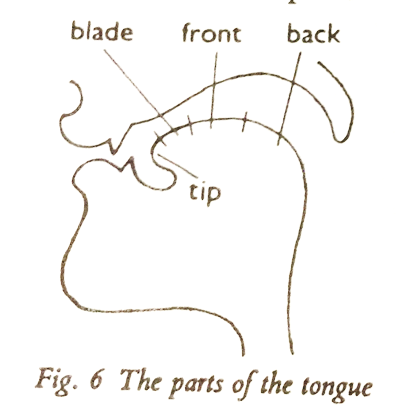 blade front back
tip
Fig. 6 The parts of the tongue